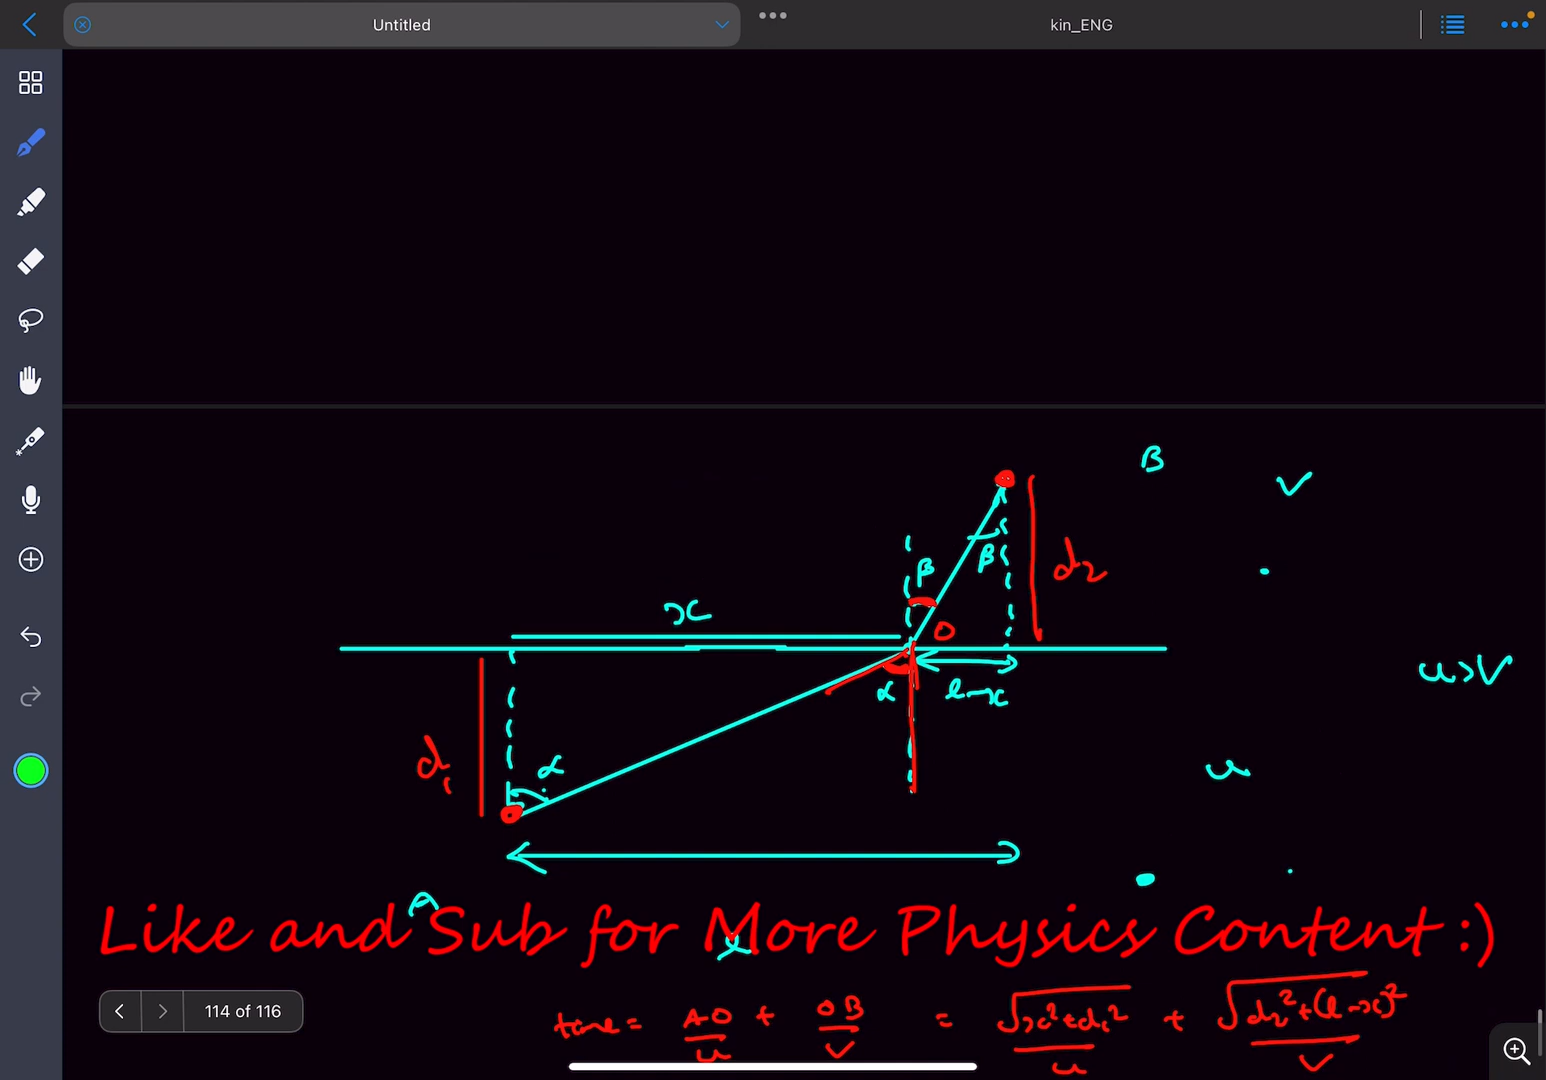 Untitled
kin_ENG
B
V
β
β
d2
x
O
u>V
α
l-x
d1
α
u
A
Like and Sub for More Physics Content :)
l
114 of 116
time = AO/u + OB/V = √x²+d1²/u + √d2²+(l-x)²/V